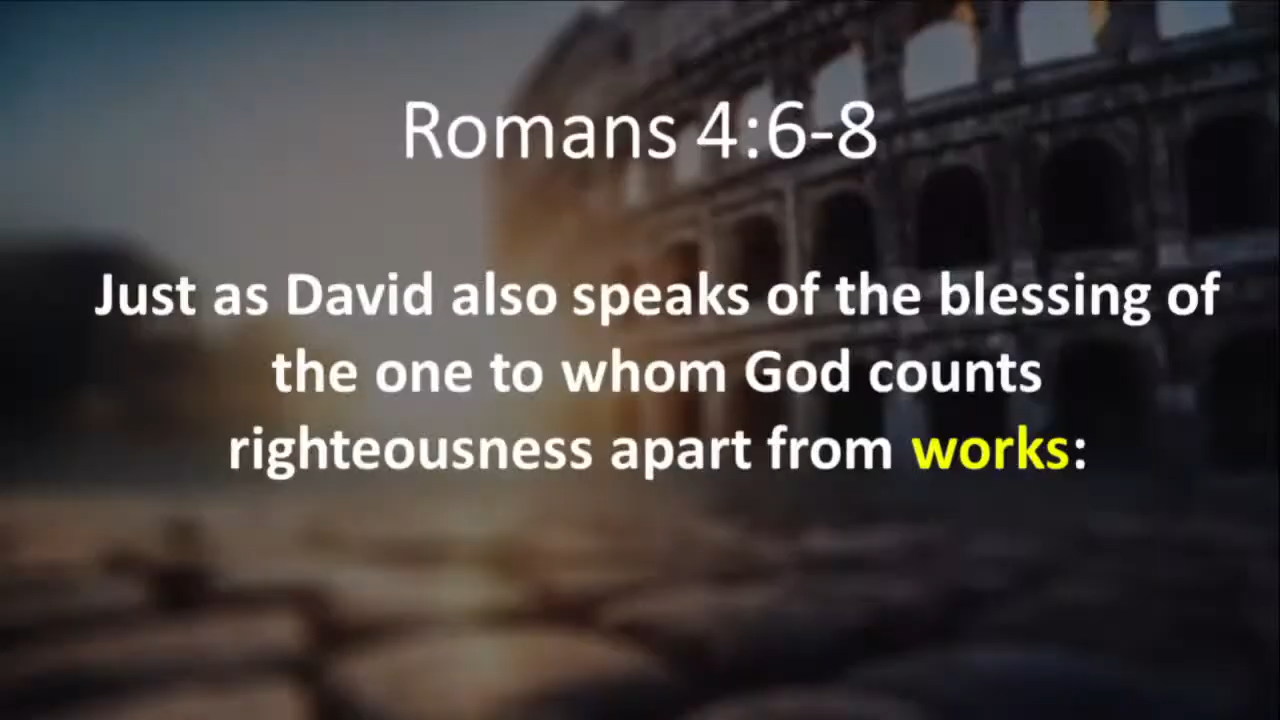 Romans 4:6-8
Just as David also speaks of the blessing of
the one to whom God counts
righteousness apart from works: